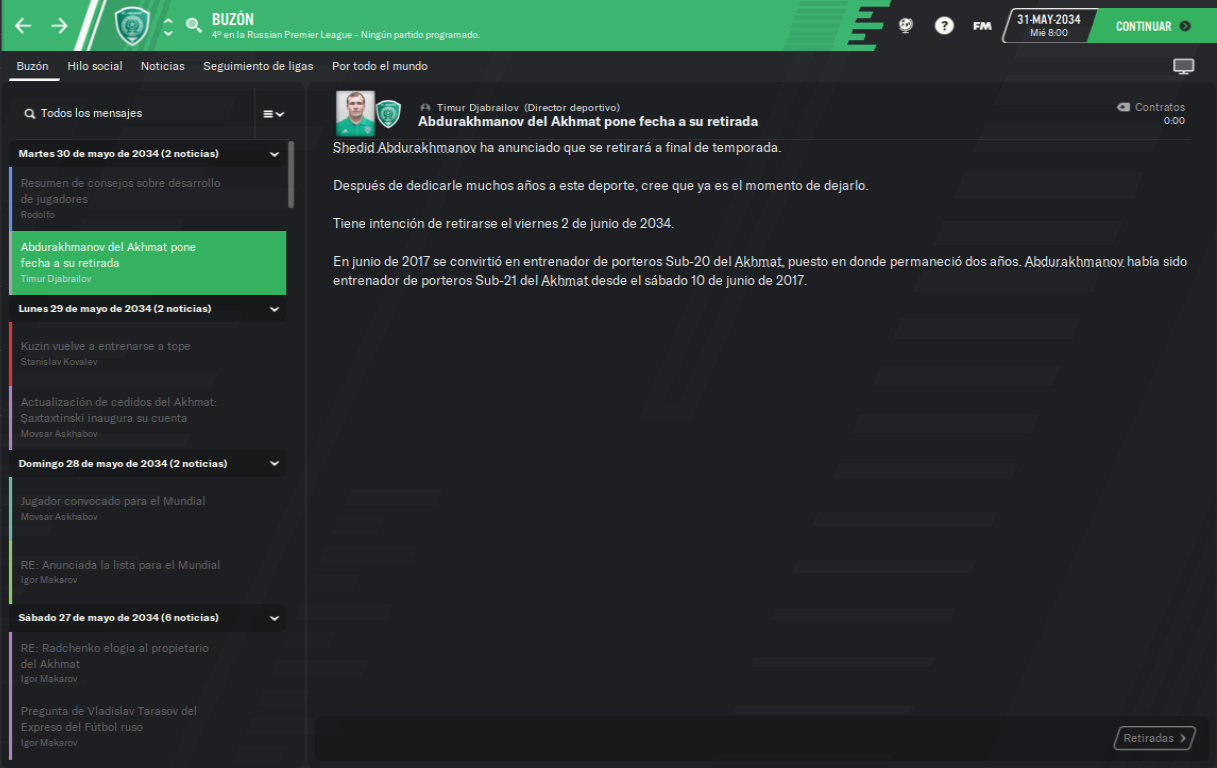 BUZÓN
4º en la Russian Premier League - Ningún partido programado.
?
FM
31-MAY-2034
Mié 8:00
CONTINUAR
Buzón
Hilo social
Noticias
Seguimiento de ligas
Por todo el mundo
Todos los mensajes
Martes 30 de mayo de 2034 (2 noticias)
Resumen de consejos sobre desarrollo
de jugadores
Rodolfo
Abdurakhmanov del Akhmat pone
fecha a su retirada
Timur Djabrailov
Lunes 29 de mayo de 2034 (2 noticias)
Kuzin vuelve a entrenarse a tope
Stanislav Kovalev
Actualización de cedidos del Akhmat:
Şaxtaxtinski inaugura su cuenta
Movsar Askhabov
Domingo 28 de mayo de 2034 (2 noticias)
Jugador convocado para el Mundial
Movsar Askhabov
RE: Anunciada la lista para el Mundial
Igor Makarov
Sábado 27 de mayo de 2034 (6 noticias)
RE: Radchenko elogia al propietario
del Akhmat
Igor Makarov
Pregunta de Vladislav Tarasov del
Expreso del Fútbol ruso
Igor Makarov
Timur Djabrailov (Director deportivo)
Abdurakhmanov del Akhmat pone fecha a su retirada
Contratos
0:00
Shedid Abdurakhmanov ha anunciado que se retirará a final de temporada.
Después de dedicarle muchos años a este deporte, cree que ya es el momento de dejarlo.
Tiene intención de retirarse el viernes 2 de junio de 2034.
En junio de 2017 se convirtió en entrenador de porteros Sub-20 del Akhmat, puesto en donde permaneció dos años. Abdurakhmanov había sido
entrenador de porteros Sub-21 del Akhmat desde el sábado 10 de junio de 2017.
Retiradas